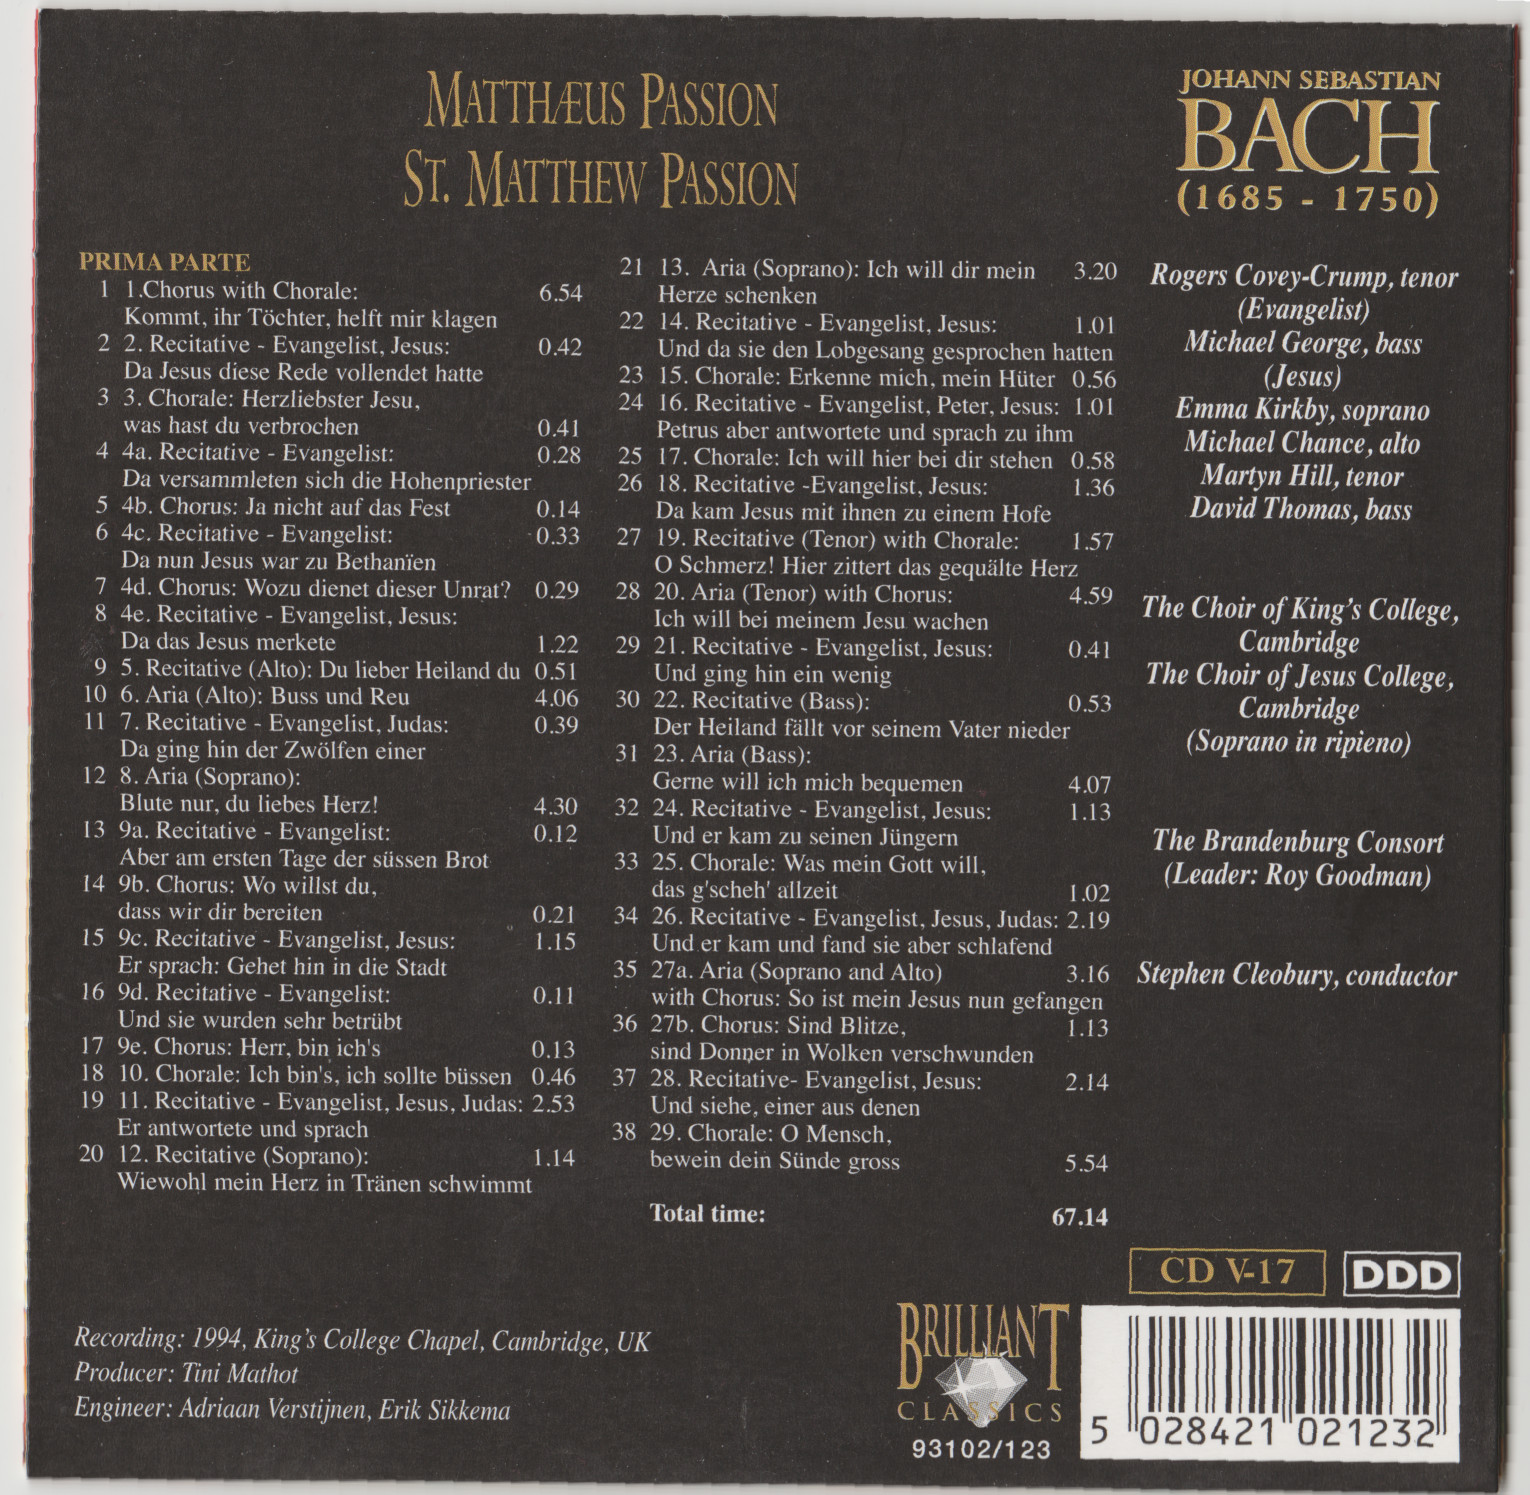 MATTHÆUS PASSION
ST. MATTHEW PASSION
JOHANN SEBASTIAN
BACH
(1685 - 1750)
PRIMA PARTE
1 1.Chorus with Chorale: 6.54
Kommt, ihr Töchter, helft mir klagen
2 2. Recitative - Evangelist, Jesus: 0.42
Da Jesus diese Rede vollendet hatte
3 3. Chorale: Herzliebster Jesu,
was hast du verbrochen 0.41
4 4a. Recitative - Evangelist: 0.28
Da versammleten sich die Hohenpriester
5 4b. Chorus: Ja nicht auf das Fest 0.14
6 4c. Recitative - Evangelist: 0.33
Da nun Jesus war zu Bethanïen
7 4d. Chorus: Wozu dienet dieser Unrat? 0.29
8 4e. Recitative - Evangelist, Jesus:
Da das Jesus merkete 1.22
9 5. Recitative (Alto): Du lieber Heiland du 0.51
10 6. Aria (Alto): Buss und Reu 4.06
11 7. Recitative - Evangelist, Judas: 0.39
Da ging hin der Zwölfen einer
12 8. Aria (Soprano):
Blute nur, du liebes Herz! 4.30
13 9a. Recitative - Evangelist: 0.12
Aber am ersten Tage der süssen Brot
14 9b. Chorus: Wo willst du,
dass wir dir bereiten 0.21
15 9c. Recitative - Evangelist, Jesus: 1.15
Er sprach: Gehet hin in die Stadt
16 9d. Recitative - Evangelist: 0.11
Und sie wurden sehr betrübt
17 9e. Chorus: Herr, bin ich's 0.13
18 10. Chorale: Ich bin's, ich sollte büssen 0.46
19 11. Recitative - Evangelist, Jesus, Judas: 2.53
Er antwortete und sprach
20 12. Recitative (Soprano): 1.14
Wiewohl mein Herz in Tränen schwimmt
21 13. Aria (Soprano): Ich will dir mein 3.20
Herze schenken
22 14. Recitative - Evangelist, Jesus: 1.01
Und da sie den Lobgesang gesprochen hatten
23 15. Chorale: Erkenne mich, mein Hüter 0.56
24 16. Recitative - Evangelist, Peter, Jesus: 1.01
Petrus aber antwortete und sprach zu ihm
25 17. Chorale: Ich will hier bei dir stehen 0.58
26 18. Recitative -Evangelist, Jesus: 1.36
Da kam Jesus mit ihnen zu einem Hofe
27 19. Recitative (Tenor) with Chorale: 1.57
O Schmerz! Hier zittert das gequälte Herz
28 20. Aria (Tenor) with Chorus: 4.59
Ich will bei meinem Jesu wachen
29 21. Recitative - Evangelist, Jesus: 0.41
Und ging hin ein wenig
30 22. Recitative (Bass): 0.53
Der Heiland fällt vor seinem Vater nieder
31 23. Aria (Bass):
Gerne will ich mich bequemen 4.07
32 24. Recitative - Evangelist, Jesus: 1.13
Und er kam zu seinen Jüngern
33 25. Chorale: Was mein Gott will,
das g'scheh' allzeit 1.02
34 26. Recitative - Evangelist, Jesus, Judas: 2.19
Und er kam und fand sie aber schlafend
35 27a. Aria (Soprano and Alto) 3.16
with Chorus: So ist mein Jesus nun gefangen
36 27b. Chorus: Sind Blitze, 1.13
sind Donner in Wolken verschwunden
37 28. Recitative- Evangelist, Jesus: 2.14
Und siehe, einer aus denen
38 29. Chorale: O Mensch,
bewein dein Sünde gross 5.54
Total time: 67.14
Rogers Covey-Crump, tenor
(Evangelist)
Michael George, bass
(Jesus)
Emma Kirkby, soprano
Michael Chance, alto
Martyn Hill, tenor
David Thomas, bass
The Choir of King's College,
Cambridge
The Choir of Jesus College,
Cambridge
(Soprano in ripieno)
The Brandenburg Consort
(Leader: Roy Goodman)
Stephen Cleobury, conductor
CD V-17 DDD
Recording: 1994, King's College Chapel, Cambridge, UK
Producer: Tini Mathot
Engineer: Adriaan Verstijnen, Erik Sikkema
BRILLIANT
CLASSICS
93102/123
5 028421 021232